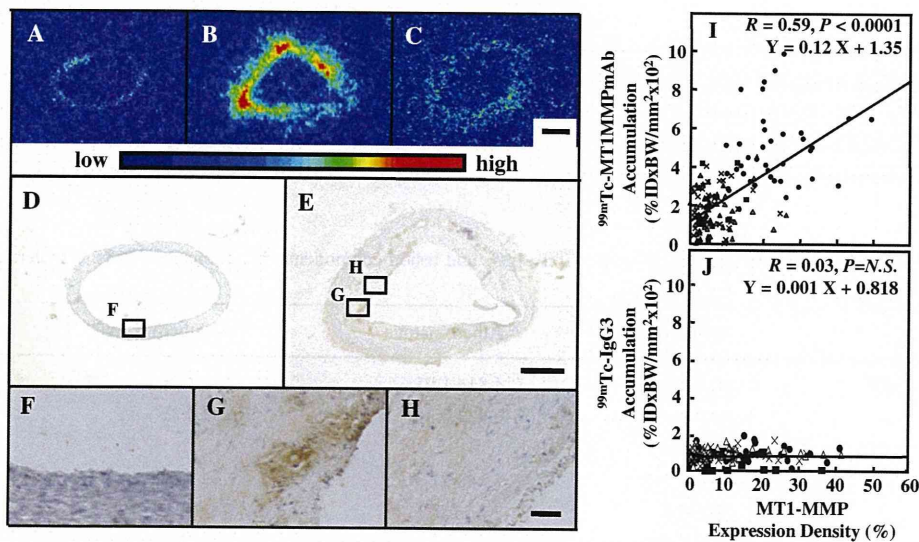 A
B
C
low
high
D
E
F
G
H
F
G
H
I
R = 0.59, P < 0.0001
Y = 0.12 X + 1.35
99mTc-MT1MMPmAb
Accumulation
(%IDxBW/mm²x10²)
10
8
6
4
2
0
J
R = 0.03, P=N.S.
Y = 0.001 X + 0.818
99mTc-IgG3
Accumulation
(%IDxBW/mm²x10²)
10
8
6
4
2
0
0 10 20 30 40 50 60
MT1-MMP
Expression Density (%)